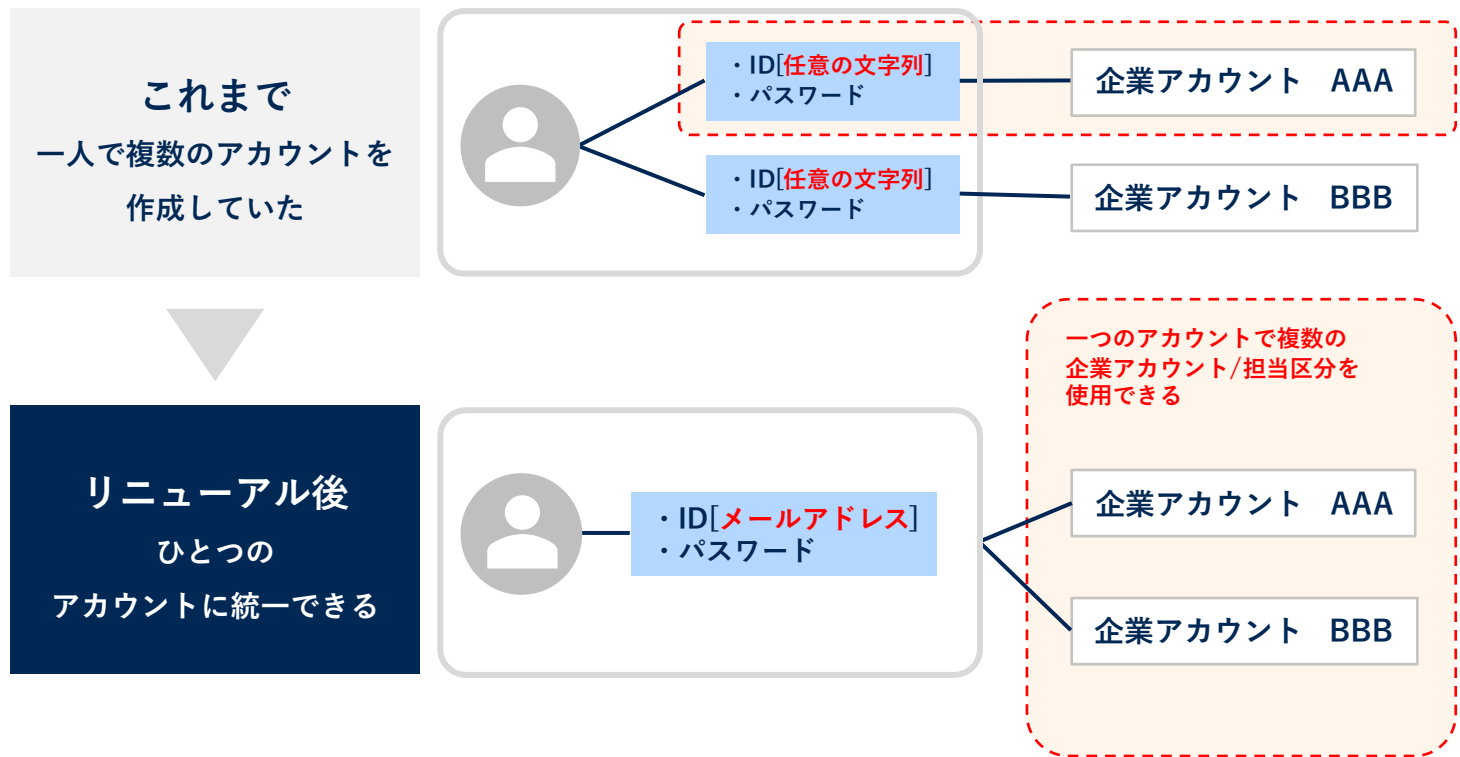 これまで
一人で複数のアカウントを
作成していた
・ID[任意の文字列]
・パスワード
企業アカウント AAA
・ID[任意の文字列]
・パスワード
企業アカウント BBB
リニューアル後
ひとつの
アカウントに統一できる
・ID[メールアドレス]
・パスワード
一つのアカウントで複数の
企業アカウント/担当区分を
使用できる
企業アカウント AAA
企業アカウント BBB